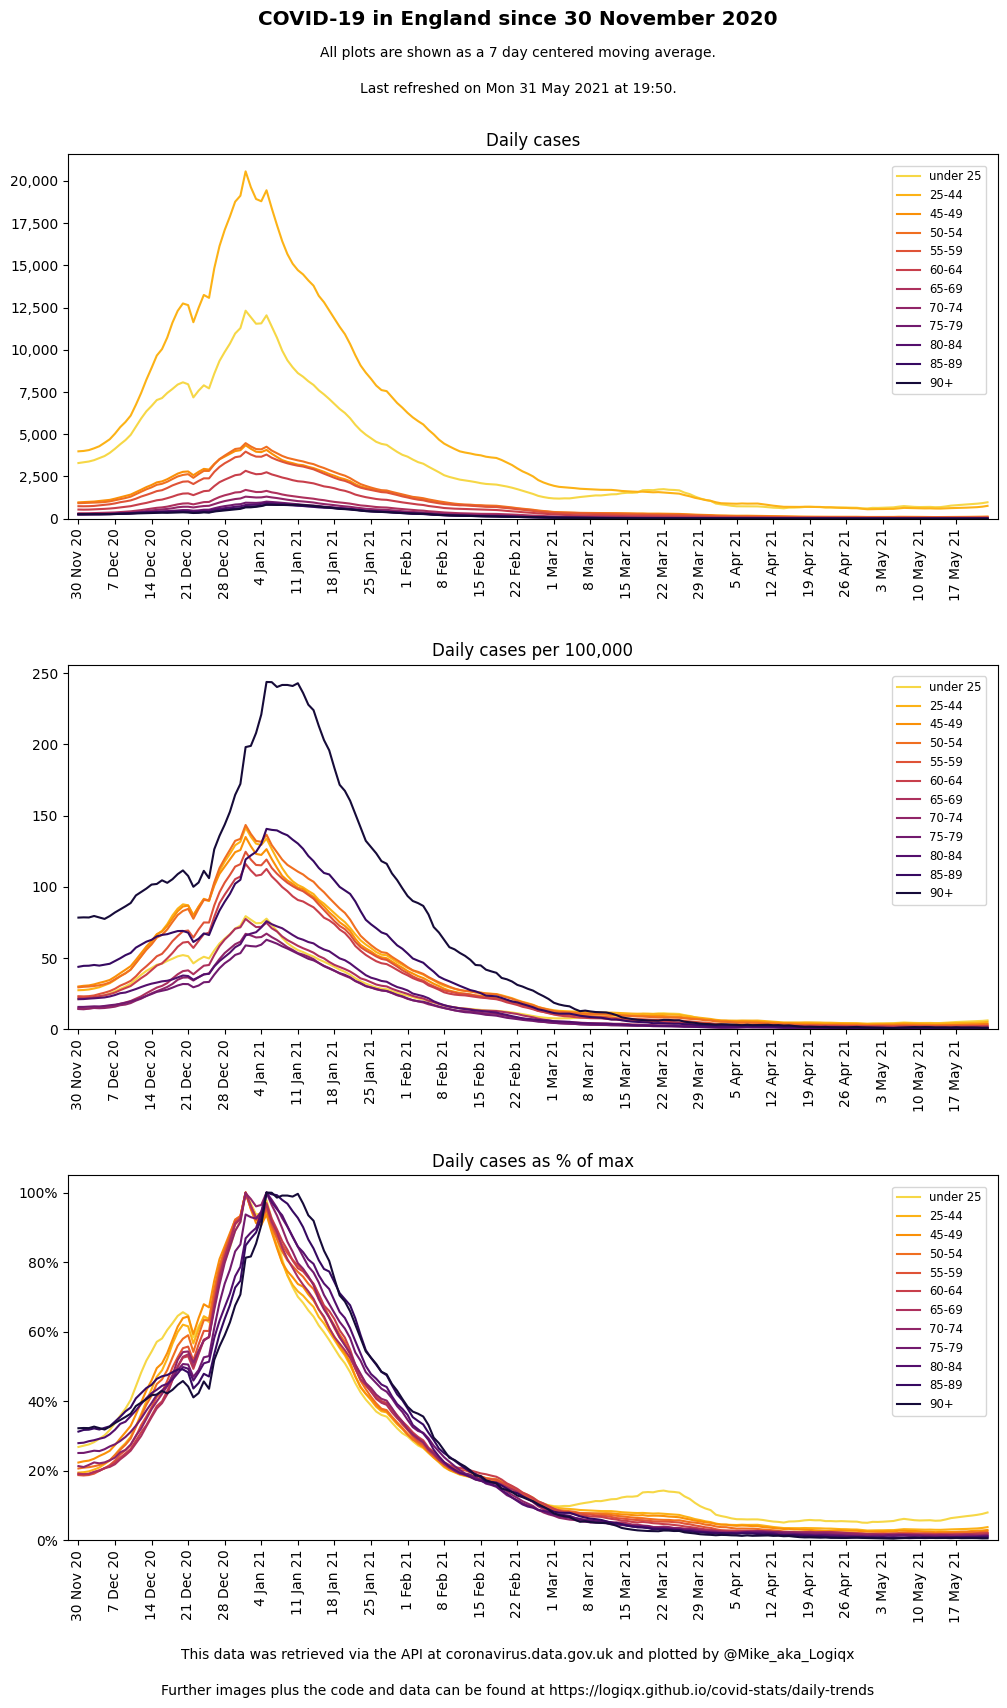 COVID-19 in England since 30 November 2020
All plots are shown as a 7 day centered moving average.
Last refreshed on Mon 31 May 2021 at 19:50.
Daily cases
20,000
17,500
15,000
12,500
10,000
7,500
5,000
2,500
0
under 25
25-44
45-49
50-54
55-59
60-64
65-69
70-74
75-79
80-84
85-89
90+
30 Nov 20
7 Dec 20
14 Dec 20
21 Dec 20
28 Dec 20
4 Jan 21
11 Jan 21
18 Jan 21
25 Jan 21
1 Feb 21
8 Feb 21
15 Feb 21
22 Feb 21
1 Mar 21
8 Mar 21
15 Mar 21
22 Mar 21
29 Mar 21
5 Apr 21
12 Apr 21
19 Apr 21
26 Apr 21
3 May 21
10 May 21
17 May 21
Daily cases per 100,000
250
200
150
100
50
0
under 25
25-44
45-49
50-54
55-59
60-64
65-69
70-74
75-79
80-84
85-89
90+
30 Nov 20
7 Dec 20
14 Dec 20
21 Dec 20
28 Dec 20
4 Jan 21
11 Jan 21
18 Jan 21
25 Jan 21
1 Feb 21
8 Feb 21
15 Feb 21
22 Feb 21
1 Mar 21
8 Mar 21
15 Mar 21
22 Mar 21
29 Mar 21
5 Apr 21
12 Apr 21
19 Apr 21
26 Apr 21
3 May 21
10 May 21
17 May 21
Daily cases as % of max
100%
80%
60%
40%
20%
0%
under 25
25-44
45-49
50-54
55-59
60-64
65-69
70-74
75-79
80-84
85-89
90+
30 Nov 20
7 Dec 20
14 Dec 20
21 Dec 20
28 Dec 20
4 Jan 21
11 Jan 21
18 Jan 21
25 Jan 21
1 Feb 21
8 Feb 21
15 Feb 21
22 Feb 21
1 Mar 21
8 Mar 21
15 Mar 21
22 Mar 21
29 Mar 21
5 Apr 21
12 Apr 21
19 Apr 21
26 Apr 21
3 May 21
10 May 21
17 May 21
This data was retrieved via the API at coronavirus.data.gov.uk and plotted by @Mike_aka_Logiqx
Further images plus the code and data can be found at https://logiqx.github.io/covid-stats/daily-trends